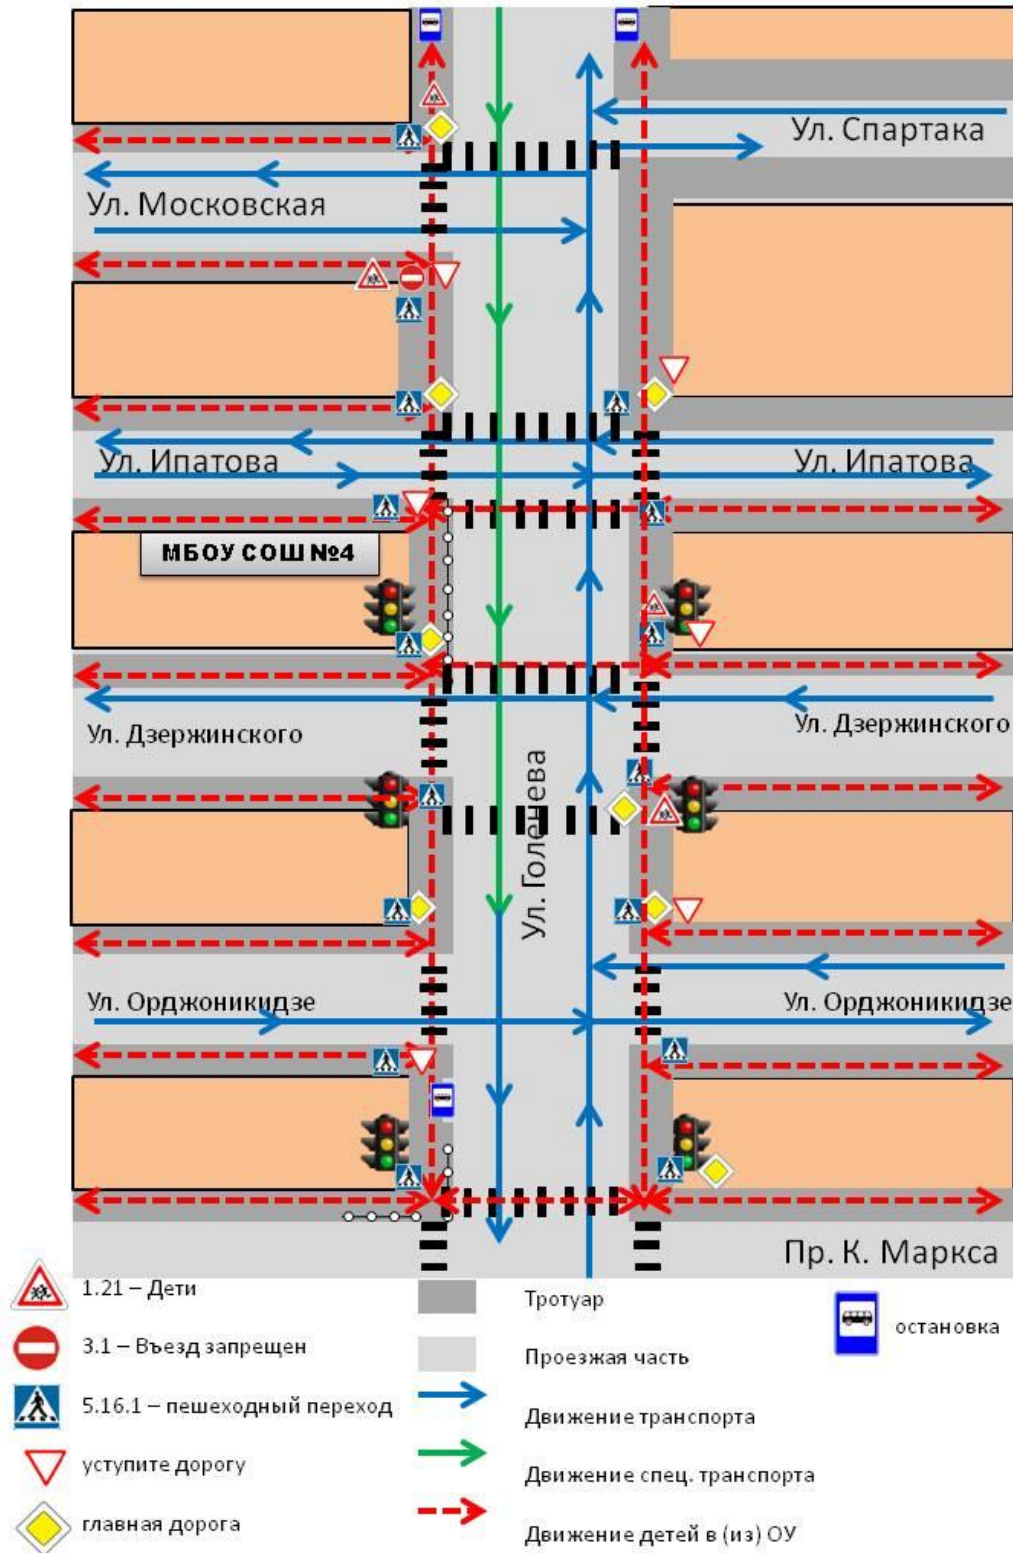 Ул. Спартака
Ул. Московская
Ул. Ипатова
Ул. Ипатова
МБОУ СОШ №4
Ул. Дзержинского
Ул. Дзержинского
Ул. Голенева
Ул. Орджоникидзе
Ул. Орджоникидзе
Пр. К. Маркса
1.21 – Дети
3.1 – Въезд запрещен
5.16.1 – пешеходный переход
уступите дорогу
главная дорога
Тротуар
Проезжая часть
Движение транспорта
Движение спец. транспорта
Движение детей в (из) ОУ
остановка